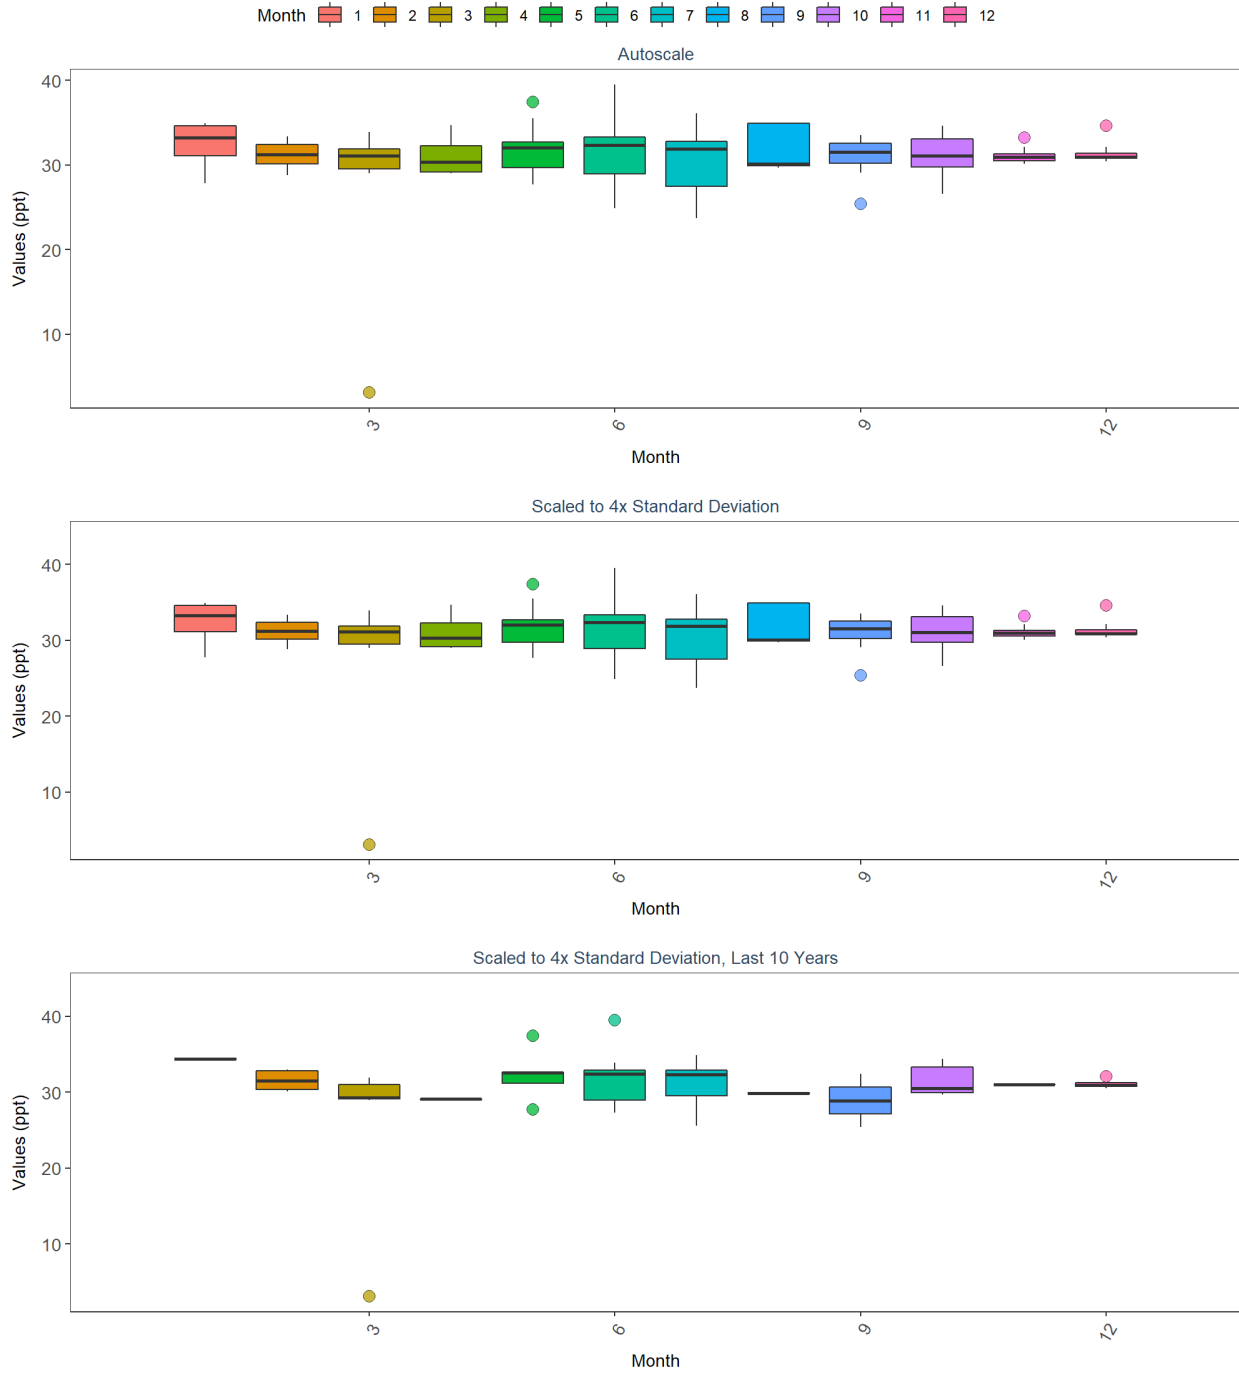 Month 1 2 3 4 5 6 7 8 9 10 11 12
Autoscale
40
30
20
10
Values (ppt)
3 6 9 12
Month
Scaled to 4x Standard Deviation
40
30
20
10
Values (ppt)
3 6 9 12
Month
Scaled to 4x Standard Deviation, Last 10 Years
40
30
20
10
Values (ppt)
3 6 9 12
Month